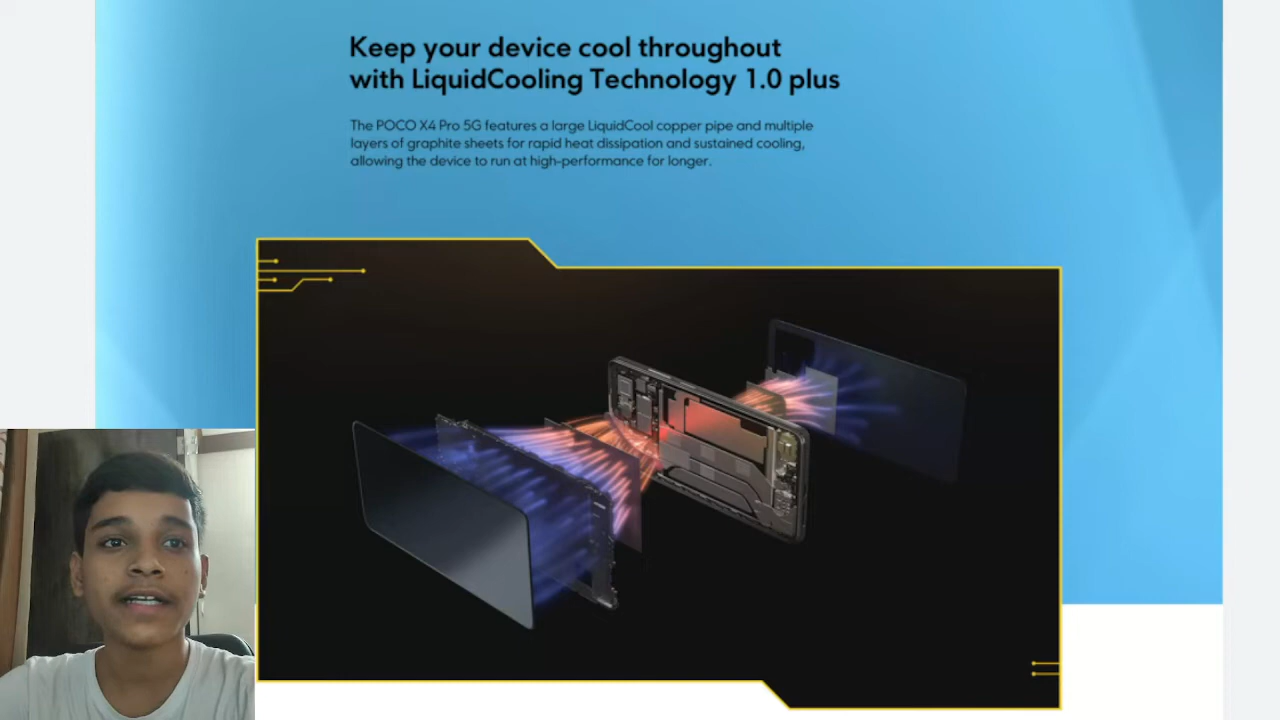 Keep your device cool throughout
with LiquidCooling Technology 1.0 plus
The POCO X4 Pro 5G features a large LiquidCool copper pipe and multiple
layers of graphite sheets for rapid heat dissipation and sustained cooling,
allowing the device to run at high-performance for longer.